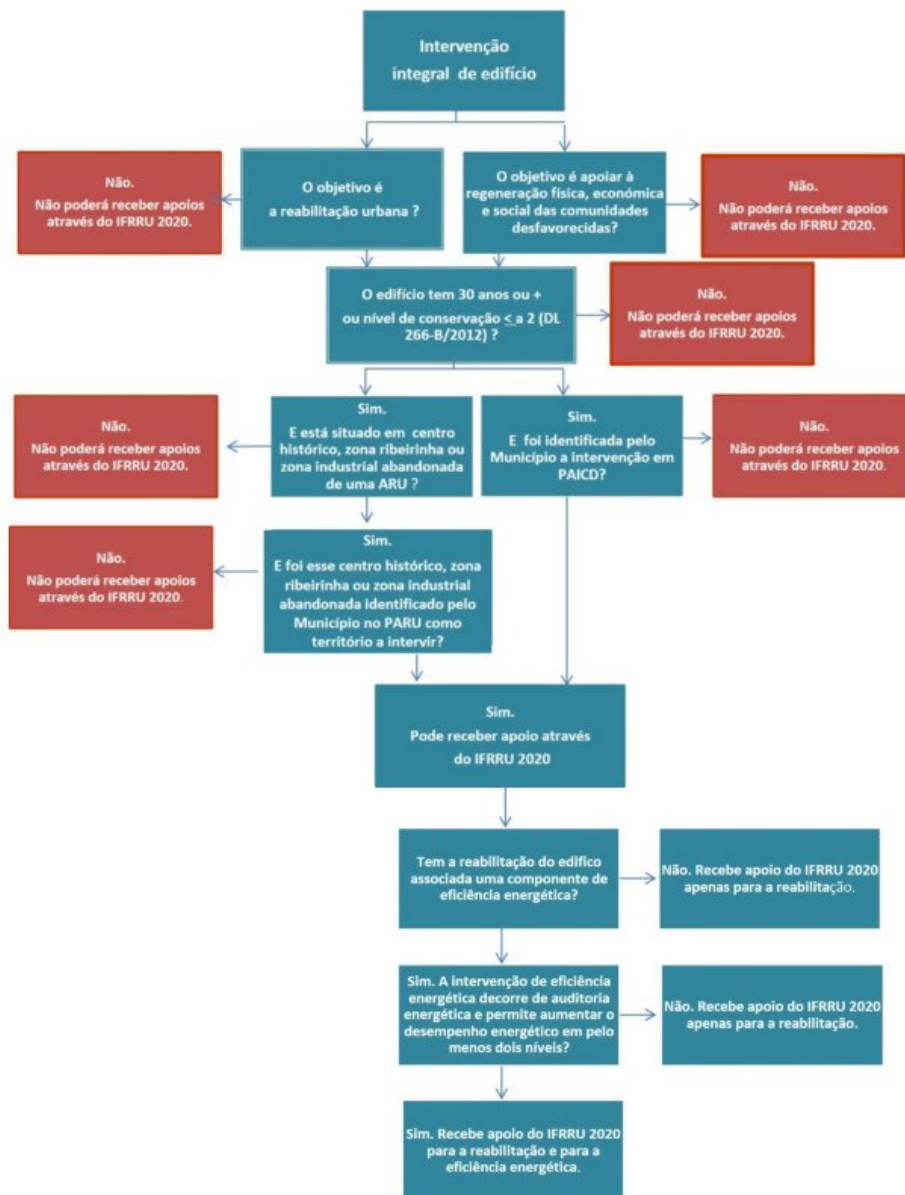 Intervenção
integral de edifício
Não.
Não poderá receber apoios
através do IFRRU 2020.
O objetivo é
a reabilitação urbana ?
O objetivo é apoiar à
regeneração física, económica
e social das comunidades
desfavorecidas?
Não.
Não poderá receber apoios
através do IFRRU 2020.
O edifício tem 30 anos ou +
ou nível de conservação < a 2 (DL
266-B/2012) ?
Não.
Não poderá receber apoios
através do IFRRU 2020.
Não.
Não poderá receber apoios
através do IFRRU 2020.
Sim.
E está situado em centro
histórico, zona ribeirinha ou
zona industrial abandonada
de uma ARU ?
Sim.
E foi identificada pelo
Município a intervenção em
PAICD?
Não.
Não poderá receber apoios
através do IFRRU 2020.
Não.
Não poderá receber apoios
através do IFRRU 2020.
Sim.
E foi esse centro histórico, zona
ribeirinha ou zona industrial
abandonada identificado pelo
Município no PARU como
território a intervir?
Sim.
Pode receber apoio através
do IFRRU 2020
Tem a reabilitação do edifico
associada uma componente de
eficiência energética?
Não. Recebe apoio do IFRRU 2020
apenas para a reabilitação.
Sim. A intervenção de eficiência
energética decorre de auditoria
energética e permite aumentar o
desempenho energético em pelo
menos dois níveis?
Não. Recebe apoio do IFRRU 2020
apenas para a reabilitação.
Sim. Recebe apoio do IFRRU 2020
para a reabilitação e para a
eficiência energética.